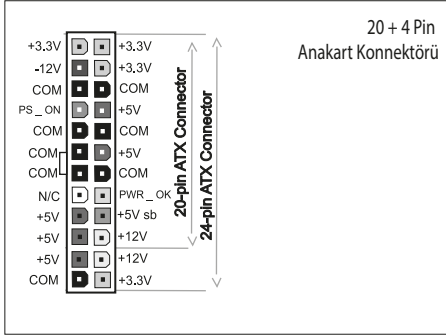 20 + 4 Pin
Anakart Konnektörü
+3.3V +3.3V
-12V +3.3V
COM COM
PS_ON +5V
COM COM
COM +5V
COM COM
N/C PWR_OK
+5V +5V sb
+5V +12V
+5V +12V
COM +3.3V
20-pin ATX Connector
24-pin ATX Connector